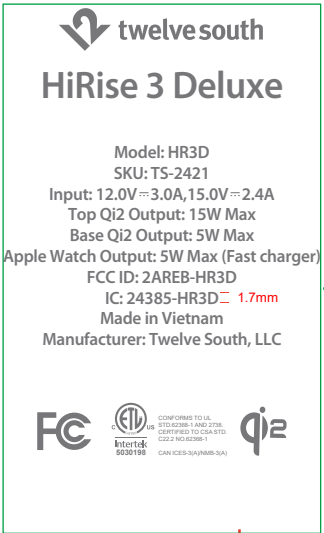 twelve south
HiRise 3 Deluxe
Model: HR3D
SKU: TS-2421
Input: 12.0V⎓3.0A,15.0V⎓2.4A
Top Qi2 Output: 15W Max
Base Qi2 Output: 5W Max
Apple Watch Output: 5W Max (Fast charger)
FCC ID: 2AREB-HR3D
IC: 24385-HR3D 1.7mm
Made in Vietnam
Manufacturer: Twelve South, LLC
FC
C ETL US
Intertek
5030198
CONFORMS TO UL
STD.62368-1 AND 2738.
CERTIFIED TO CSA STD.
C22.2 NO.62368-1
CAN ICES-3(A)/NMB-3(A)
qi2